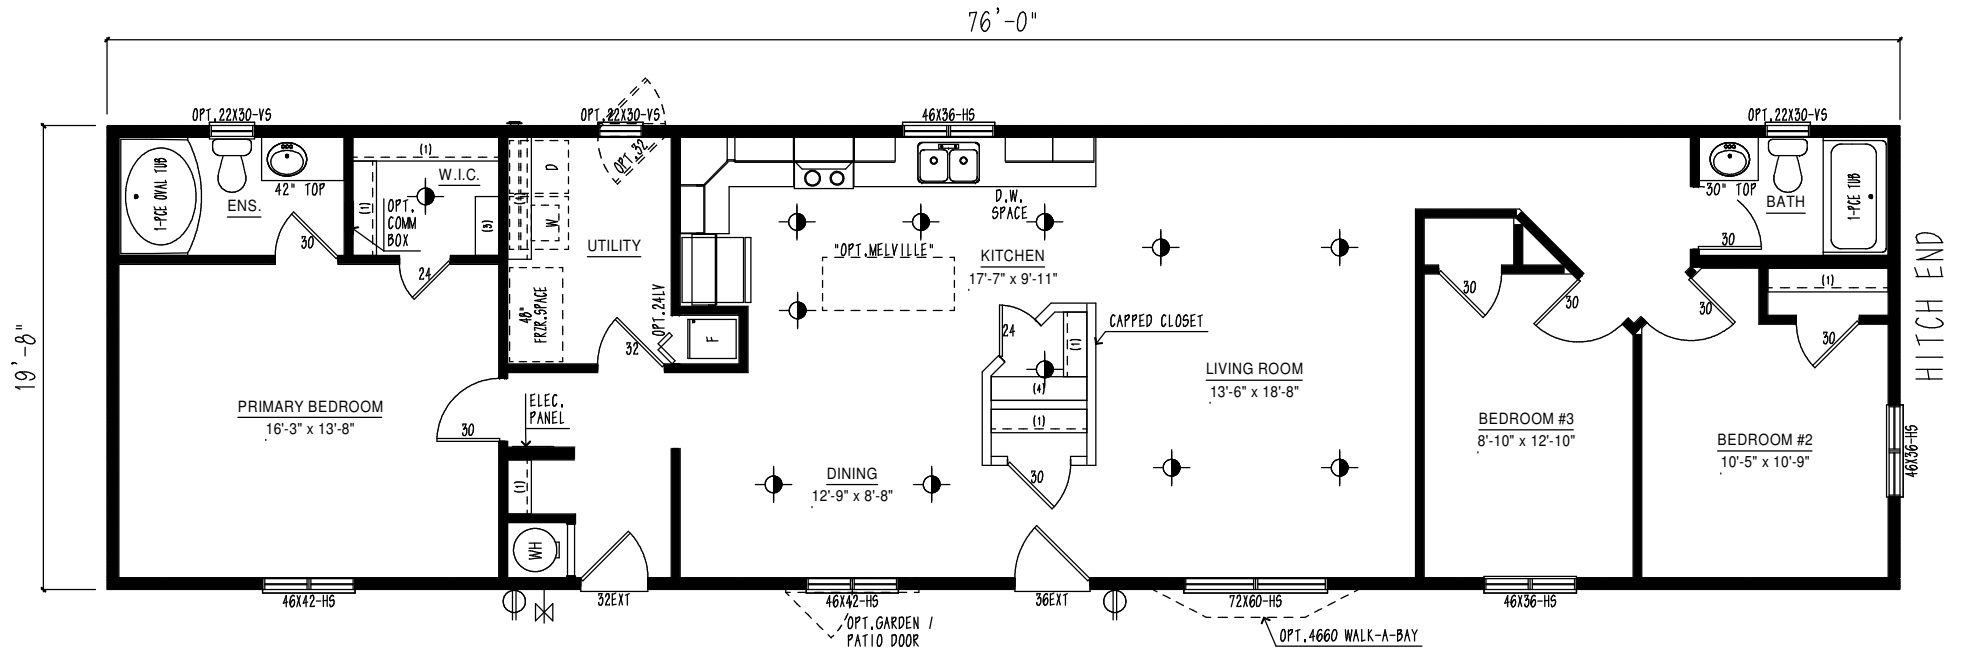 76'-0"
OPT.22X30-VS
OPT.22X30-VS
46X36-HS
OPT.22X30-VS
19'-8"
HITCH END
1-PCE OVAL TUB
42" TOP
ENS.
30
(1)
W.I.C.
(1)
OPT.
COMM
BOX
(3)
24
D
W
OPT.32
UTILITY
48"
FRZR.SPACE
OPT.24LV
32
F
D.W.
SPACE
"OPT.MELVILLE"
KITCHEN
17'-7" x 9'-11"
30" TOP
BATH
1-PCE TUB
30
24
(1)
CAPPED CLOSET
(4)
(1)
30
30
30
30
(1)
30
PRIMARY BEDROOM
16'-3" x 13'-8"
30
ELEC.
PANEL
(1)
WH
DINING
12'-9" x 8'-8"
LIVING ROOM
13'-6" x 18'-8"
BEDROOM #3
8'-10" x 12'-10"
BEDROOM #2
10'-5" x 10'-9"
46X36-HS
46X42-HS
32EXT
46X42-HS
OPT.GARDEN /
PATIO DOOR
36EXT
72X60-HS
OPT.4660 WALK-A-BAY
46X36-HS